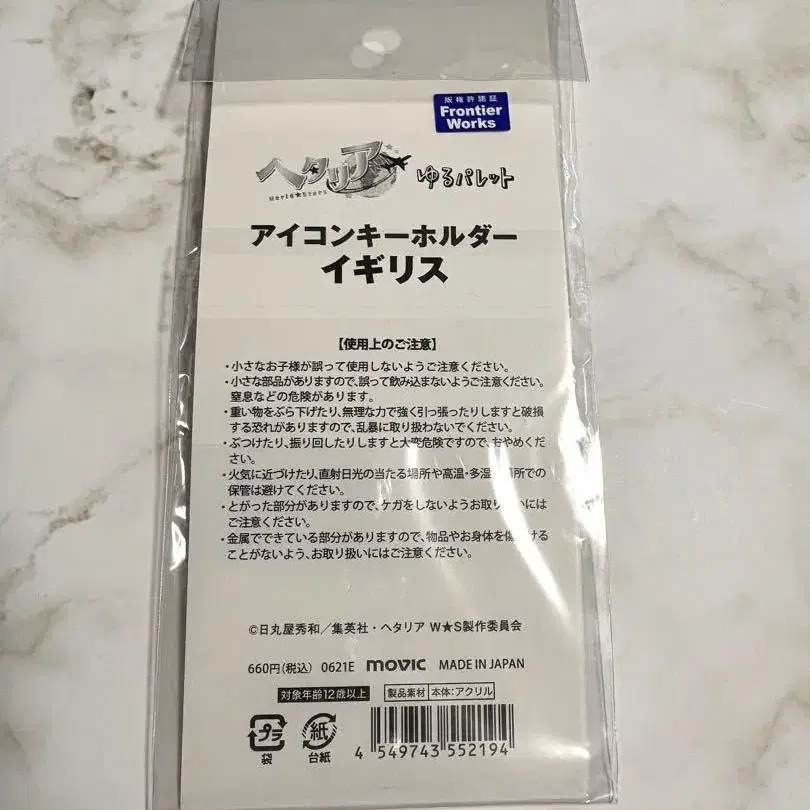 版権許諾証
Frontier
Works
ヘタリア
World★Stars
ゆるパレット
アイコンキーホルダー
イギリス
【使用上のご注意】
・小さなお子様が誤って使用しないようご注意ください。
・小さな部品がありますので、誤って飲み込まないようご注意ください。
窒息などの危険があります。
・重い物をぶら下げたり、無理な力で強く引っ張ったりしますと破損
する恐れがありますので、乱暴に取り扱わないでください。
・ぶつけたり、振り回したりしますと大変危険ですので、おやめくだ
さい。
・火気に近づけたり、直射日光の当たる場所や高温・多湿 場所での
保管は避けてください。
・とがった部分がありますので、ケガをしないようお取り いには
ご注意ください。
・金属でできている部分がありますので、物品やお身体を傷 ける
ことがないよう、お取り扱いにはご注意ください。
©日丸屋秀和／集英社・ヘタリア W★S製作委員会
660円(税込) 0621E movic MADE IN JAPAN
対象年齢12歳以上 製品素材 本体：アクリル
プラ 紙
袋 台紙
4 549743 552194